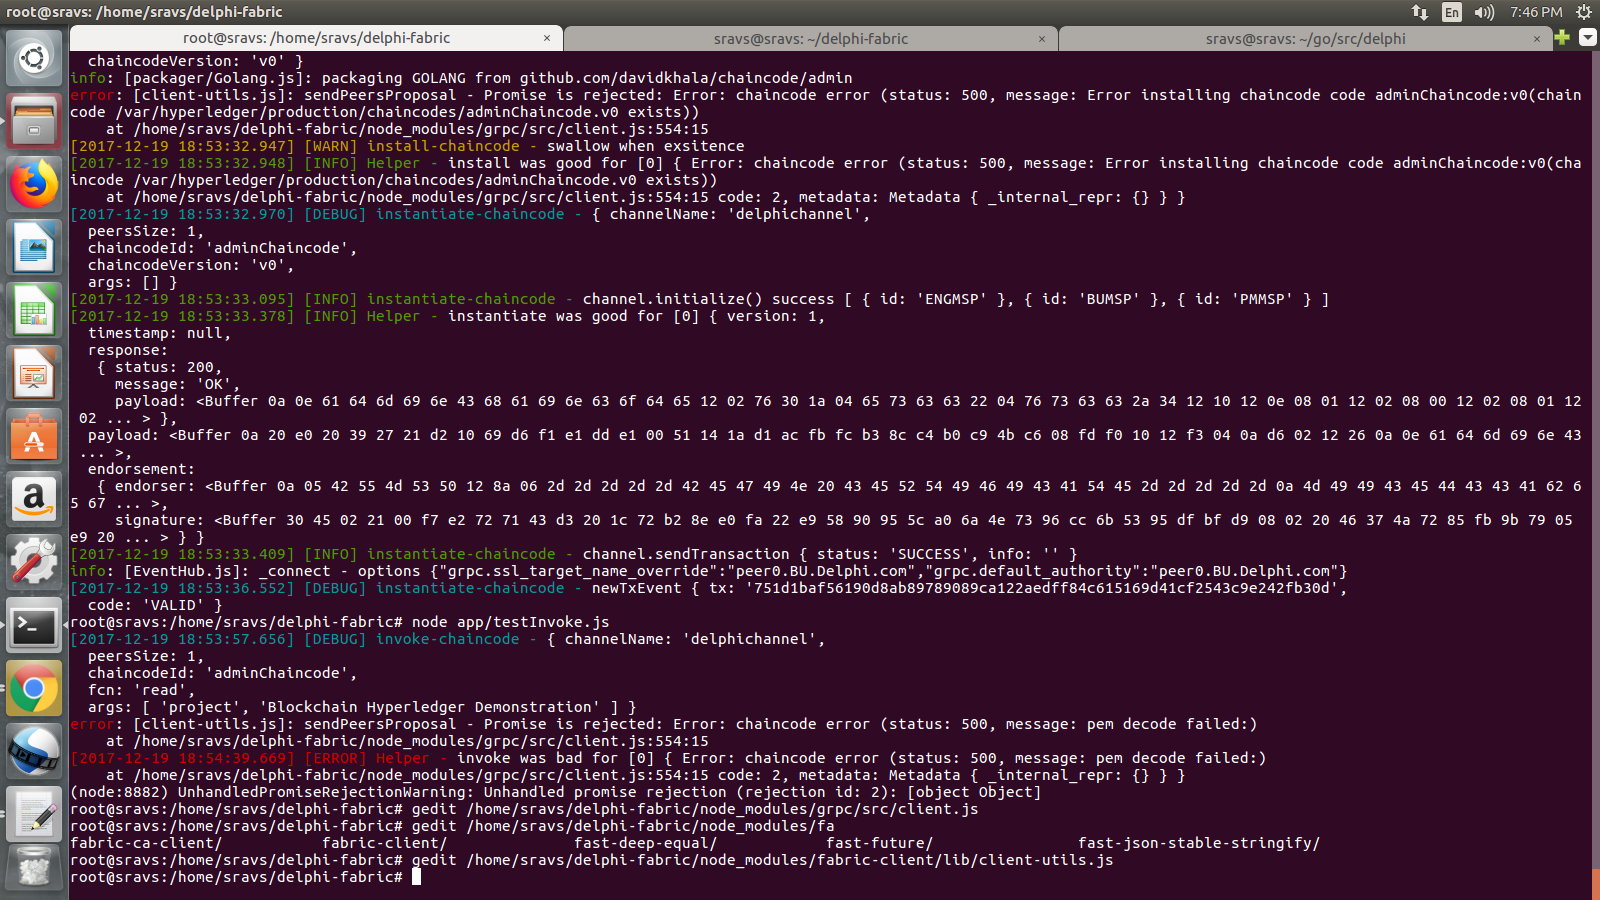 root@sravs: /home/sravs/delphi-fabric
En
7:46 PM
root@sravs: /home/sravs/delphi-fabric ×
sravs@sravs: ~/delphi-fabric ×
sravs@sravs: ~/go/src/delphi ×
  chaincodeVersion: 'v0' }
info: [packager/Golang.js]: packaging GOLANG from github.com/davidkhala/chaincode/admin
error: [client-utils.js]: sendPeersProposal - Promise is rejected: Error: chaincode error (status: 500, message: Error installing chaincode code adminChaincode:v0(chain
code /var/hyperledger/production/chaincodes/adminChaincode.v0 exists))
    at /home/sravs/delphi-fabric/node_modules/grpc/src/client.js:554:15
[2017-12-19 18:53:32.947] [WARN] install-chaincode - swallow when exsitence
[2017-12-19 18:53:32.948] [INFO] Helper - install was good for [0] { Error: chaincode error (status: 500, message: Error installing chaincode code adminChaincode:v0(cha
incode /var/hyperledger/production/chaincodes/adminChaincode.v0 exists))
    at /home/sravs/delphi-fabric/node_modules/grpc/src/client.js:554:15 code: 2, metadata: Metadata { _internal_repr: {} } }
[2017-12-19 18:53:32.970] [DEBUG] instantiate-chaincode - { channelName: 'delphichannel',
  peersSize: 1,
  chaincodeId: 'adminChaincode',
  chaincodeVersion: 'v0',
  args: [] }
[2017-12-19 18:53:33.095] [INFO] instantiate-chaincode - channel.initialize() success [ { id: 'ENGMSP' }, { id: 'BUMSP' }, { id: 'PMMSP' } ]
[2017-12-19 18:53:33.378] [INFO] Helper - instantiate was good for [0] { version: 1,
  timestamp: null,
  response:
   { status: 200,
     message: 'OK',
     payload: <Buffer 0a 0e 61 64 6d 69 6e 43 68 61 69 6e 63 6f 64 65 12 02 76 30 1a 04 65 73 63 63 22 04 76 73 63 63 2a 34 12 10 12 0e 08 01 12 02 08 00 12 02 08 01 12
 02 ... > },
  payload: <Buffer 0a 20 e0 20 39 27 21 d2 10 69 d6 f1 e1 dd e1 00 51 14 1a d1 ac fb fc b3 8c c4 b0 c9 4b c6 08 fd f0 10 12 f3 04 0a d6 02 12 26 0a 0e 61 64 6d 69 6e 43
 ... >,
  endorsement:
   { endorser: <Buffer 0a 05 42 55 4d 53 50 12 8a 06 2d 2d 2d 2d 2d 42 45 47 49 4e 20 43 45 52 54 49 46 49 43 41 54 45 2d 2d 2d 2d 2d 0a 4d 49 49 43 45 44 43 43 41 62 6
5 67 ... >,
     signature: <Buffer 30 45 02 21 00 f7 e2 72 71 43 d3 20 1c 72 b2 8e e0 fa 22 e9 58 90 95 5c a0 6a 4e 73 96 cc 6b 53 95 df bf d9 08 02 20 46 37 4a 72 85 fb 9b 79 05
e9 20 ... > } }
[2017-12-19 18:53:33.409] [INFO] instantiate-chaincode - channel.sendTransaction { status: 'SUCCESS', info: '' }
info: [EventHub.js]: _connect - options {"grpc.ssl_target_name_override":"peer0.BU.Delphi.com","grpc.default_authority":"peer0.BU.Delphi.com"}
[2017-12-19 18:53:36.552] [DEBUG] instantiate-chaincode - newTxEvent { tx: '751d1baf56190d8ab89789089ca122aedff84c615169d41cf2543c9e242fb30d',
  code: 'VALID' }
root@sravs:/home/sravs/delphi-fabric# node app/testInvoke.js
[2017-12-19 18:53:57.656] [DEBUG] invoke-chaincode - { channelName: 'delphichannel',
  peersSize: 1,
  chaincodeId: 'adminChaincode',
  fcn: 'read',
  args: [ 'project', 'Blockchain Hyperledger Demonstration' ] }
error: [client-utils.js]: sendPeersProposal - Promise is rejected: Error: chaincode error (status: 500, message: pem decode failed:)
    at /home/sravs/delphi-fabric/node_modules/grpc/src/client.js:554:15
[2017-12-19 18:54:39.669] [ERROR] Helper - invoke was bad for [0] { Error: chaincode error (status: 500, message: pem decode failed:)
    at /home/sravs/delphi-fabric/node_modules/grpc/src/client.js:554:15 code: 2, metadata: Metadata { _internal_repr: {} } }
(node:8882) UnhandledPromiseRejectionWarning: Unhandled promise rejection (rejection id: 2): [object Object]
root@sravs:/home/sravs/delphi-fabric# gedit /home/sravs/delphi-fabric/node_modules/grpc/src/client.js
root@sravs:/home/sravs/delphi-fabric# gedit /home/sravs/delphi-fabric/node_modules/fa
fabric-ca-client/ fabric-client/ fast-deep-equal/ fast-future/ fast-json-stable-stringify/
root@sravs:/home/sravs/delphi-fabric# gedit /home/sravs/delphi-fabric/node_modules/fabric-client/lib/client-utils.js
root@sravs:/home/sravs/delphi-fabric#